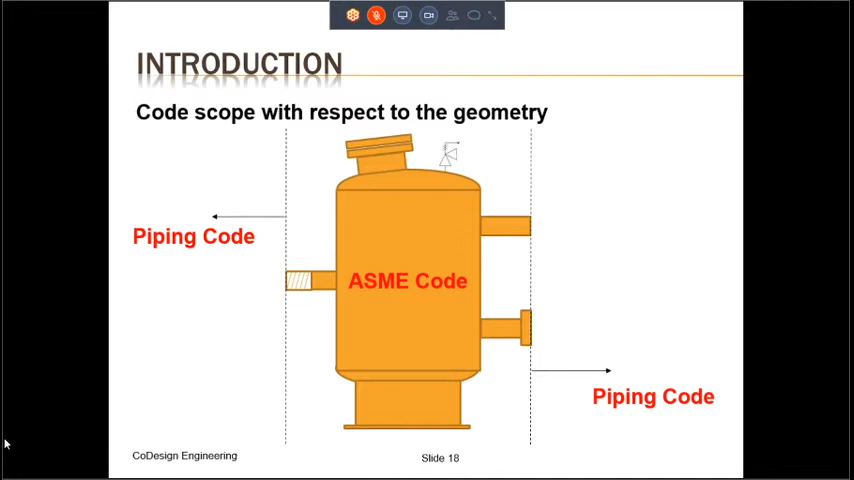 INTRODUCTION
Code scope with respect to the geometry
Piping Code
ASME Code
Piping Code
CoDesign Engineering
Slide 18